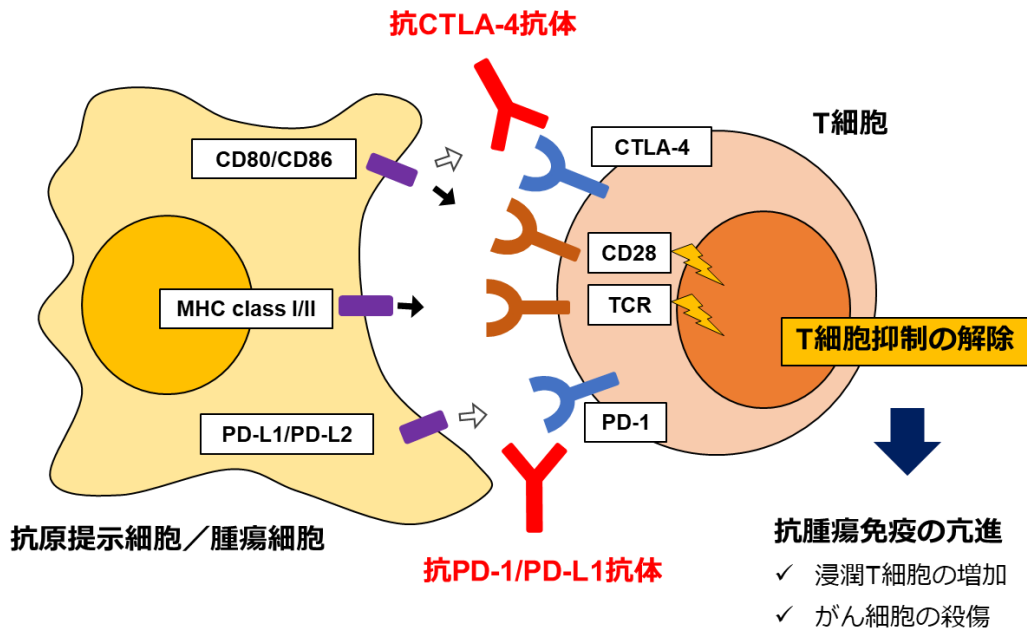 抗CTLA-4抗体
T細胞
CD80/CD86
CTLA-4
CD28
MHC class I/II
TCR
T細胞抑制の解除
PD-L1/PD-L2
PD-1
抗原提示細胞／腫瘍細胞
抗PD-1/PD-L1抗体
抗腫瘍免疫の亢進
✓ 浸潤T細胞の増加
✓ がん細胞の殺傷